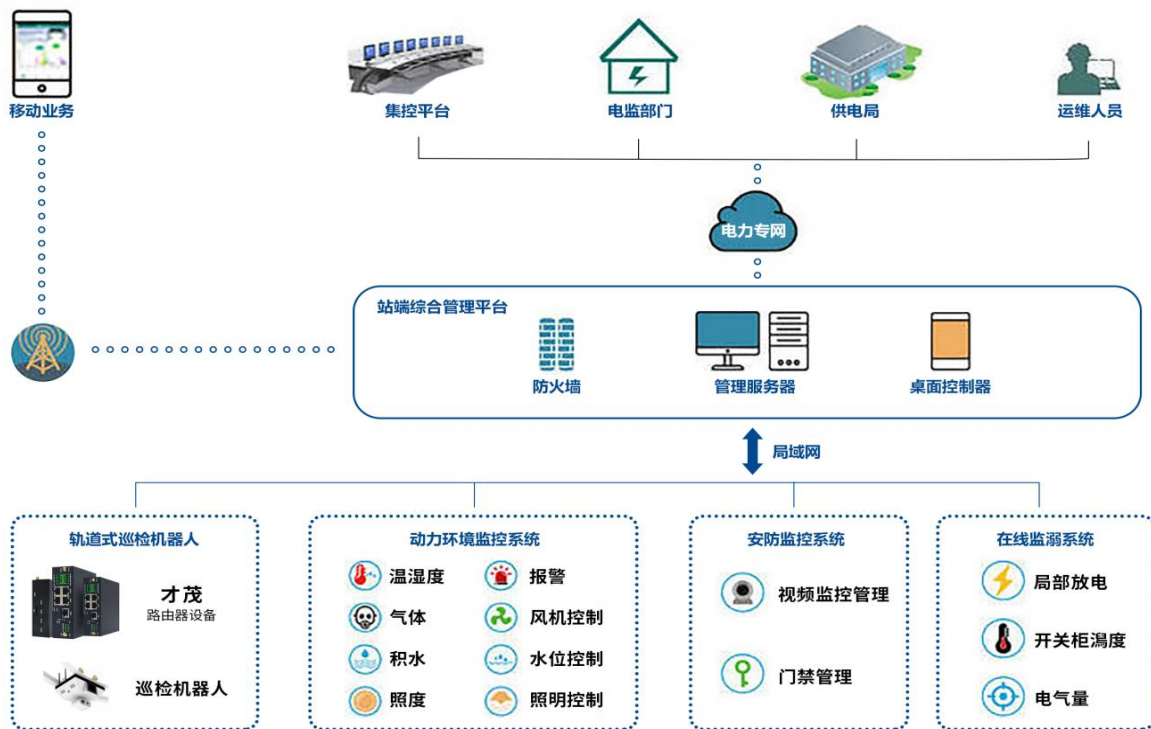 移动业务
集控平台
电监部门
供电局
运维人员
电力专网
站端综合管理平台
防火墙
管理服务器
桌面控制器
局域网
轨道式巡检机器人
才茂
路由器设备
巡检机器人
动力环境监控系统
温湿度
报警
气体
风机控制
积水
水位控制
照度
照明控制
安防监控系统
视频监控管理
门禁管理
在线监溺系统
局部放电
开关柜潟度
电气量